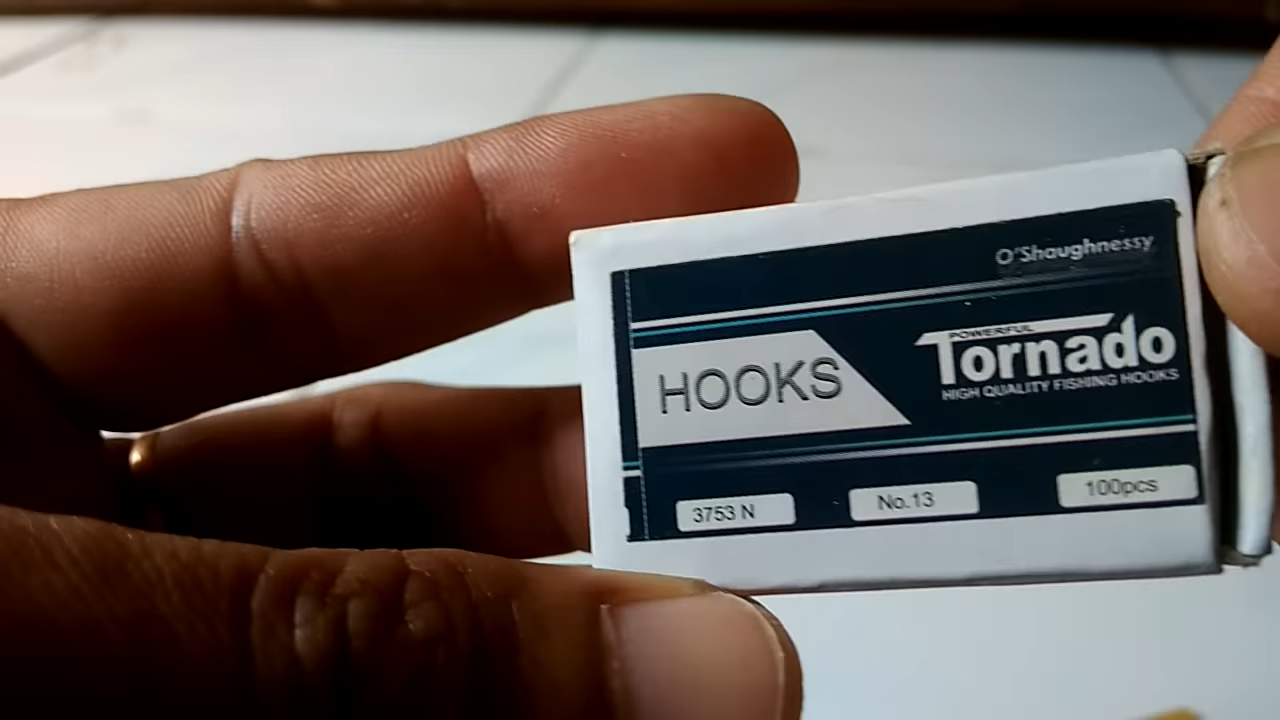 O'Shaughnessy
POWERFUL
Tornado
HIGH QUALITY FISHING HOOKS
HOOKS
3753 N
No.13
100pcs